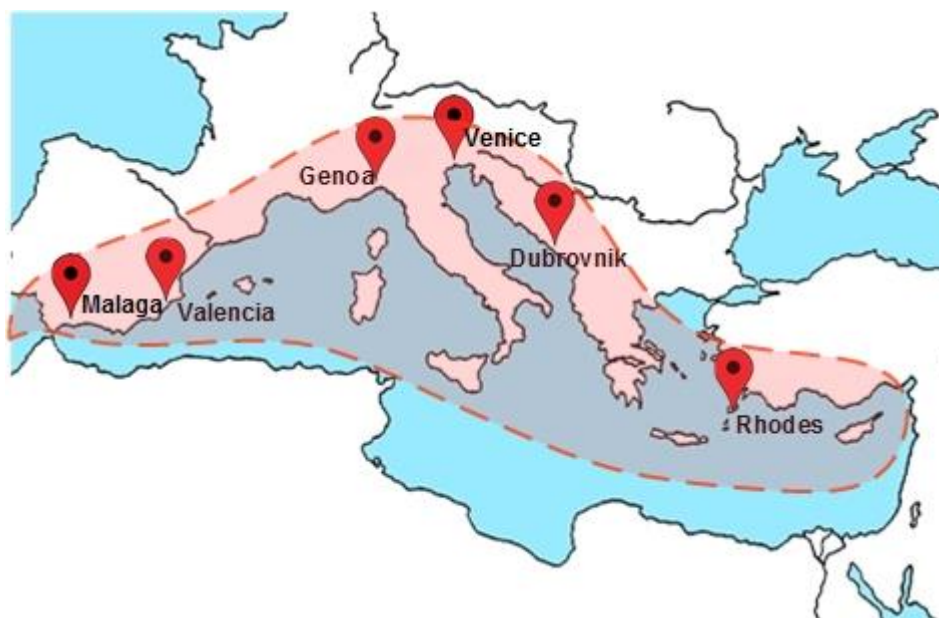 Venice
Genoa
Dubrovnik
Malaga
Valencia
Rhodes